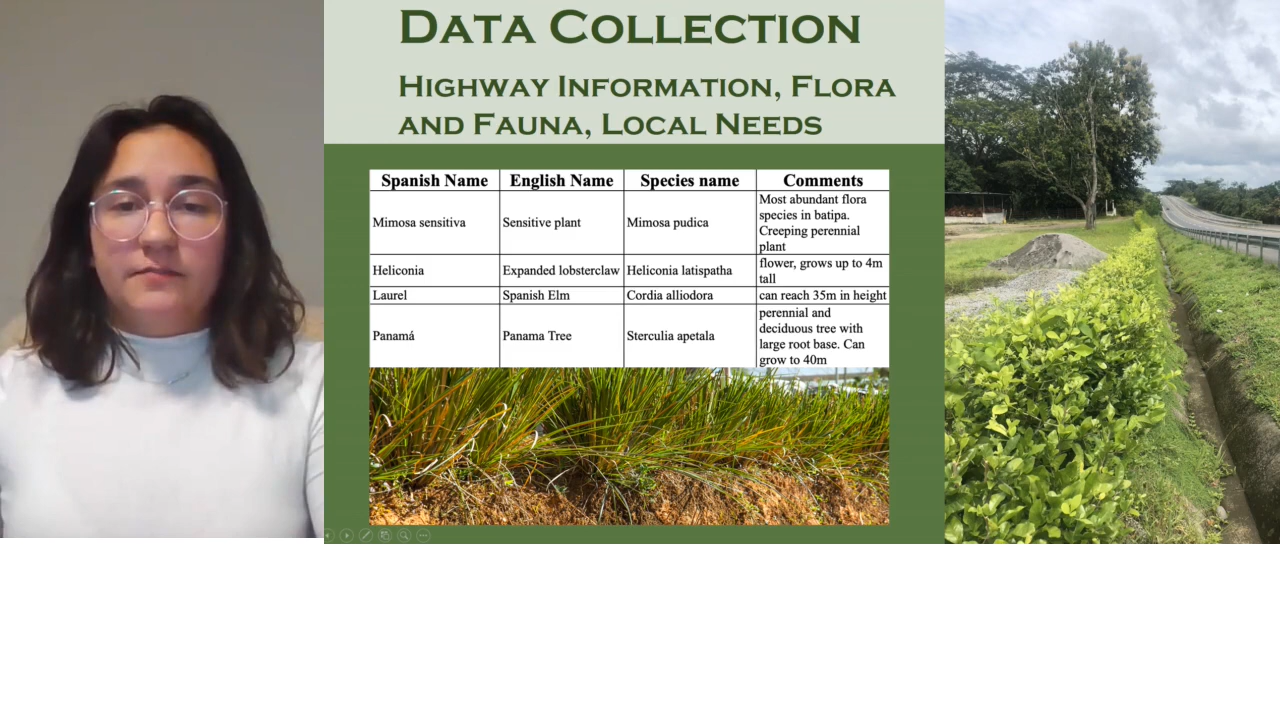 DATA COLLECTION
HIGHWAY INFORMATION, FLORA
AND FAUNA, LOCAL NEEDS
Spanish Name English Name Species name Comments
Mimosa sensitiva Sensitive plant Mimosa pudica Most abundant flora
species in batipa.
Creeping perennial
plant
Heliconia Expanded lobsterclaw Heliconia latispatha flower, grows up to 4m
tall
Laurel Spanish Elm Cordia alliodora can reach 35m in height
Panamá Panama Tree Sterculia apetala perennial and
deciduous tree with
large root base. Can
grow to 40m